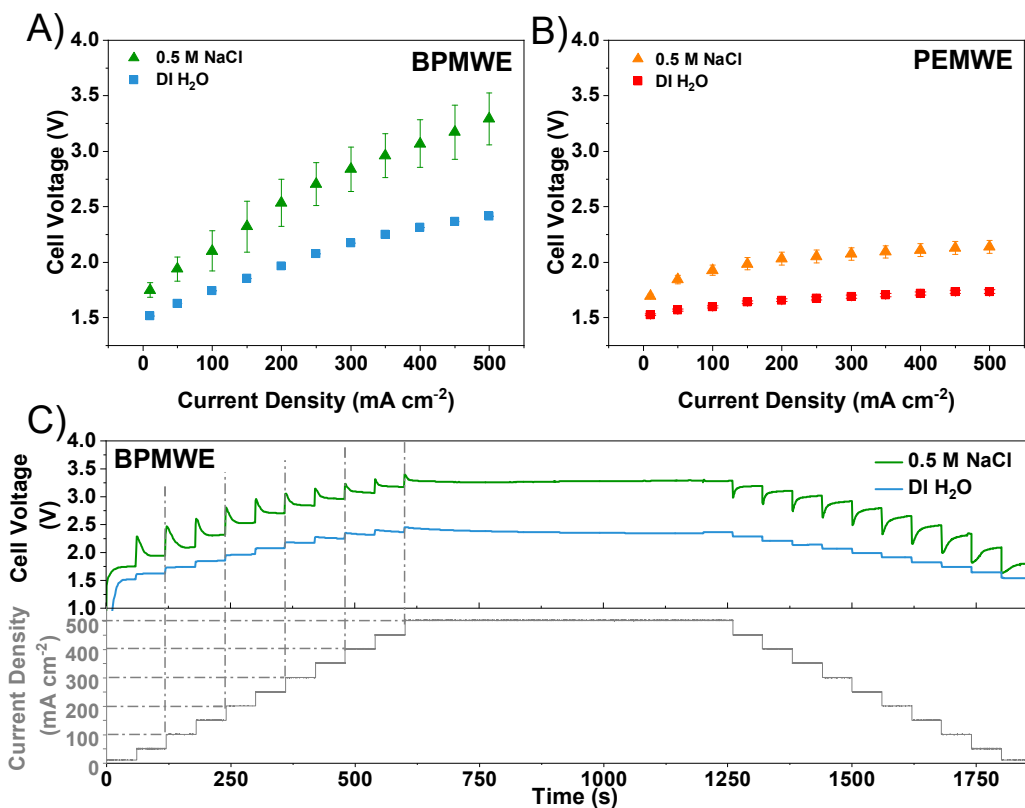 A)
BPMWE
0.5 M NaCl
DI H₂O
4.0
3.5
3.0
2.5
2.0
1.5
Cell Voltage (V)
0 100 200 300 400 500
Current Density (mA cm⁻²)
B)
PEMWE
0.5 M NaCl
DI H₂O
4.0
3.5
3.0
2.5
2.0
1.5
Cell Voltage (V)
0 100 200 300 400 500
Current Density (mA cm⁻²)
C)
BPMWE
0.5 M NaCl
DI H₂O
4.0
3.5
3.0
2.5
2.0
1.5
1.0
Cell Voltage
(V)
500
400
300
200
100
0
Current Density
(mA cm⁻²)
0 250 500 750 1000 1250 1500 1750
Time (s)